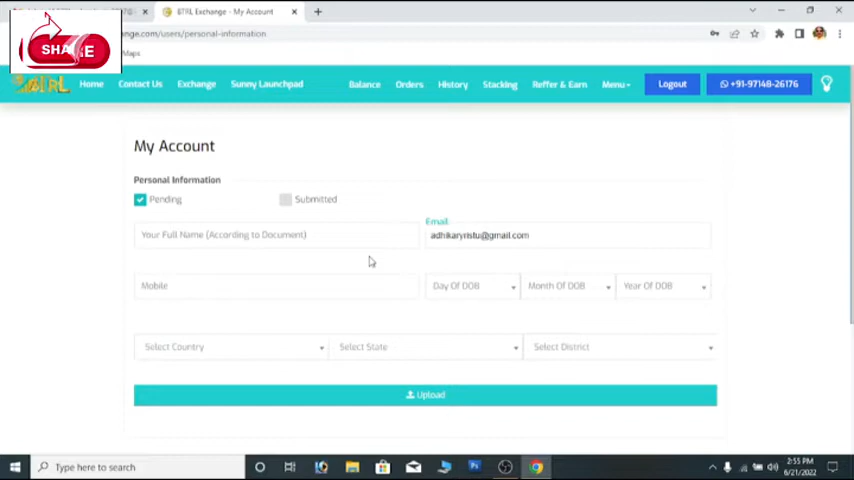 BTRL Exchange - My Account
SHARE
change.com/users/personal-information
Maps
BTRL Home Contact Us Exchange Sunny Launchpad Balance Orders History Stacking Reffer & Earn Menu Logout +91-97148-26176
My Account
Personal Information
Pending Submitted
Email:
Your Full Name (According to Document) adhikaryristu@gmail.com
Mobile Day Of DOB Month Of DOB Year Of DOB
Select Country Select State Select District
Upload
Type here to search
2:55 PM
6/21/2022